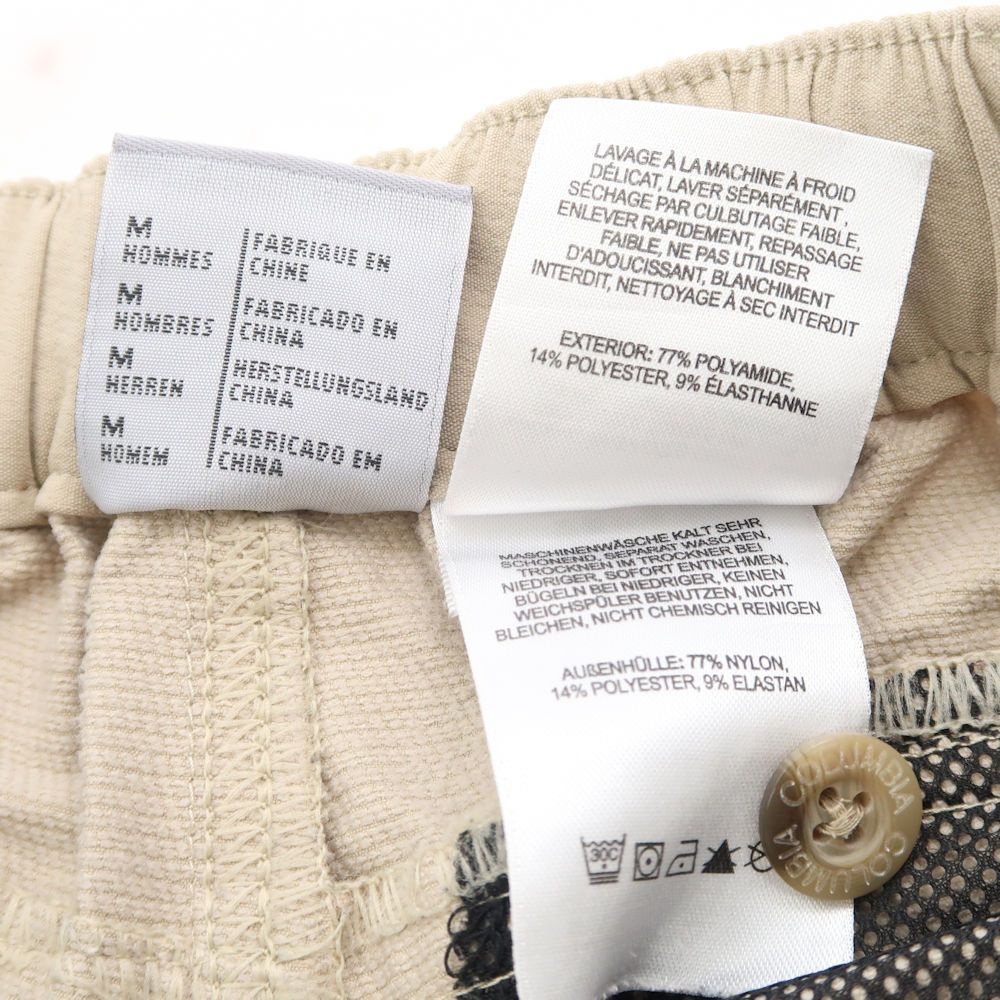 M
HOMMES
M
HOMBRES
M
HERREN
M
HOMEM
FABRIQUE EN
CHINE
FABRICADO EN
CHINA
HERSTELLUNGSLAND
CHINA
FABRICADO EM
CHINA
LAVAGE À LA MACHINE À FROID
DÉLICAT, LAVER SÉPARÉMENT,
SÉCHAGE PAR CULBUTAGE FAIBLE,
ENLEVER RAPIDEMENT, REPASSAGE
FAIBLE, NE PAS UTILISER
D'ADOUCISSANT, BLANCHIMENT
INTERDIT, NETTOYAGE À SEC INTERDIT
EXTERIOR: 77% POLYAMIDE,
14% POLYESTER, 9% ÉLASTHANNE
MASCHINENWÄSCHE KALT SEHR
SCHONEND, SEPARAT WASCHEN,
TROCKNEN IM TROCKNER BEI
NIEDRIGER, SOFORT ENTNEHMEN,
BÜGELN BEI NIEDRIGER, KEINEN
WEICHSPÜLER BENUTZEN, NICHT
BLEICHEN, NICHT CHEMISCH REINIGEN
AUßENHÜLLE: 77% NYLON,
14% POLYESTER, 9% ELASTAN
30C
COLUMBIA
COLUMBIA